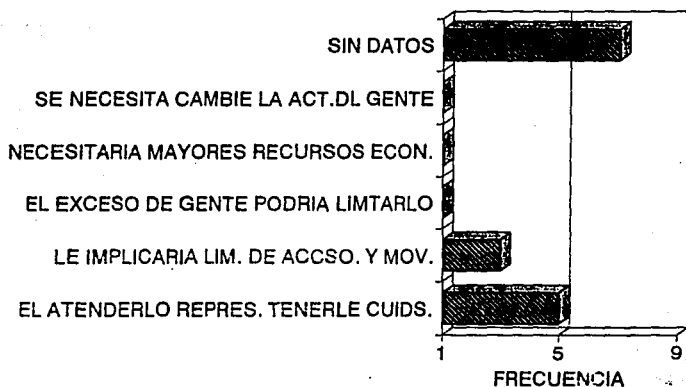 SIN DATOS
SE NECESITA CAMBIE LA ACT.DL GENTE
NECESITARIA MAYORES RECURSOS ECON.
EL EXCESO DE GENTE PODRIA LIMTARLO
LE IMPLICARIA LIM. DE ACCSO. Y MOV.
EL ATENDERLO REPRES. TENERLE CUIDS.
1 5 9
FRECUENCIA